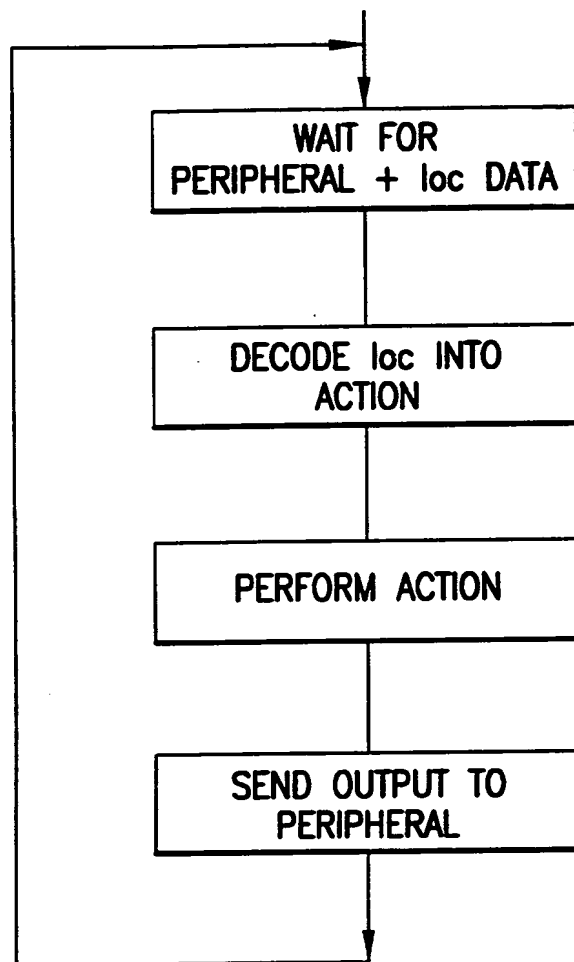 WAIT FOR
PERIPHERAL + loc DATA
DECODE loc INTO
ACTION
PERFORM ACTION
SEND OUTPUT TO
PERIPHERAL